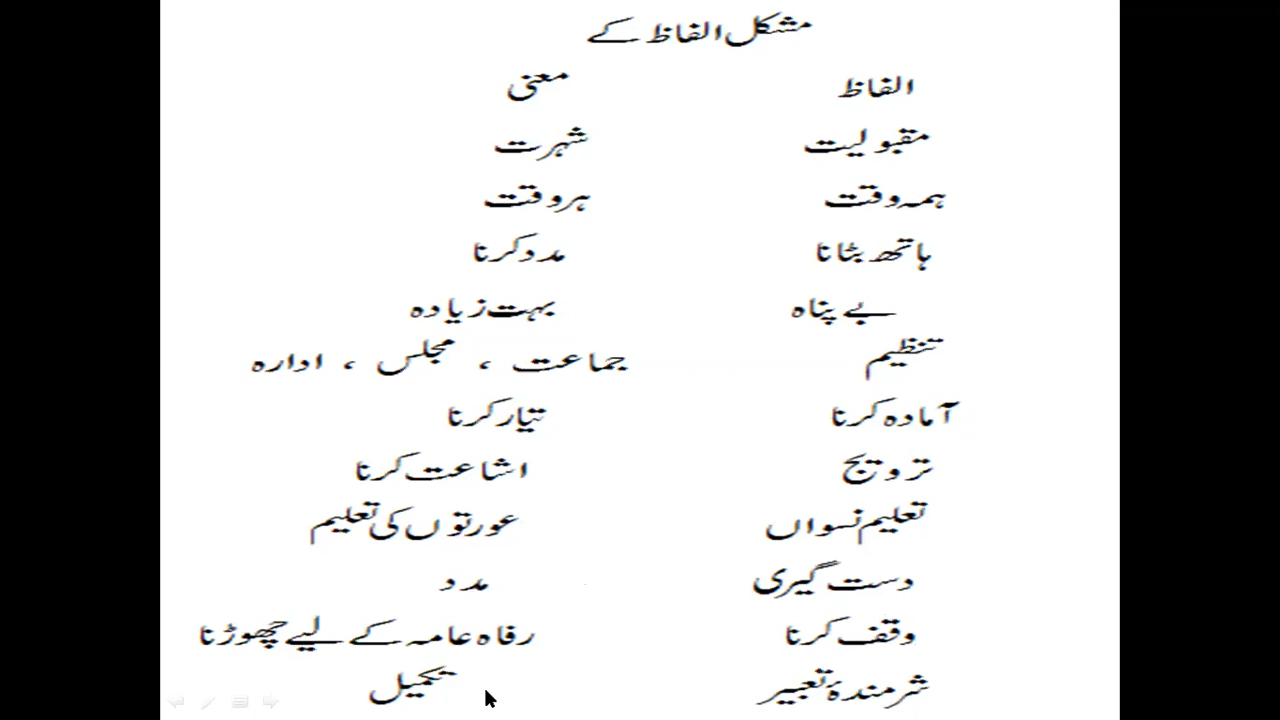 مشکل الفاظ کے
الفاظ معنی
مقبولیت شہرت
ہمہ وقت ہر وقت
ہاتھ بٹانا مدد کرنا
بے پناہ بہت زیادہ
تنظیم جماعت ، مجلس ، ادارہ
آمادہ کرنا تیار کرنا
ترویج اشاعت کرنا
تعلیم نسواں عورتوں کی تعلیم
دست گیری مدد
وقف کرنا رفاہ عامہ کے لیے چھوڑنا
شرمندۂ تعبیر تکمیل